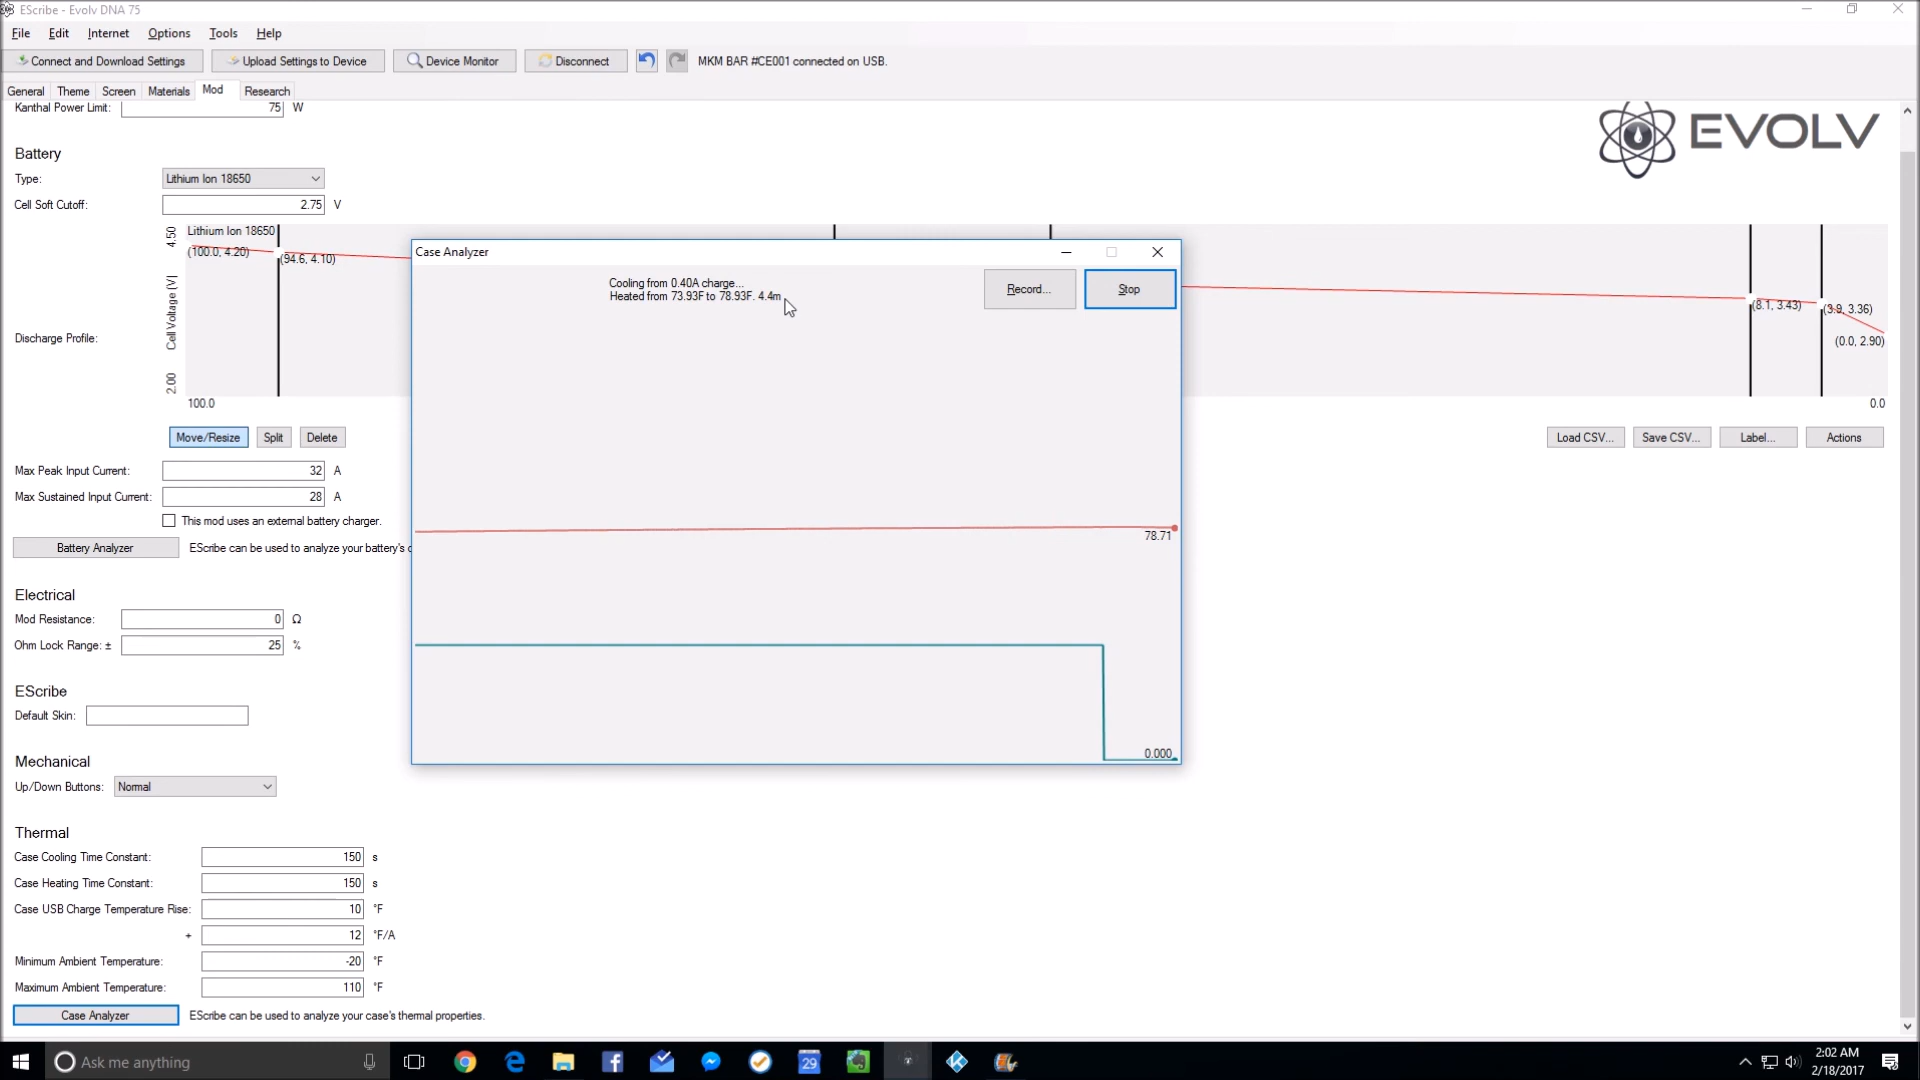 EScribe - Evolv DNA 75
File Edit Internet Options Tools Help
Connect and Download Settings Upload Settings to Device Device Monitor Disconnect MKM BAR #CE001 connected on USB.
General Theme Screen Materials Mod Research
Kanthal Power Limit: 75 W
EVOLV
Battery
Type: Lithium Ion 18650
Cell Soft Cutoff: 2.75 V
Discharge Profile:
Cell Voltage [V]
4.50
2.00
Lithium Ion 18650
(100.0, 4.20)
(94.6, 4.10)
(8.1, 3.43)
(3.9, 3.36)
(0.0, 2.90)
100.0
0.0
Case Analyzer
Cooling from 0.40A charge...
Heated from 73.93F to 78.93F. 4.4m
Record... Stop
78.71
0.000
Move/Resize Split Delete
Load CSV... Save CSV... Label... Actions
Max Peak Input Current: 32 A
Max Sustained Input Current: 28 A
This mod uses an external battery charger.
Battery Analyzer EScribe can be used to analyze your battery's
Electrical
Mod Resistance: 0 Ω
Ohm Lock Range: ± 25 %
EScribe
Default Skin:
Mechanical
Up/Down Buttons: Normal
Thermal
Case Cooling Time Constant: 150 s
Case Heating Time Constant: 150 s
Case USB Charge Temperature Rise: 10 °F
+ 12 °F/A
Minimum Ambient Temperature: -20 °F
Maximum Ambient Temperature: 110 °F
Case Analyzer EScribe can be used to analyze your case's thermal properties.
Ask me anything
29
2:02 AM
2/18/2017